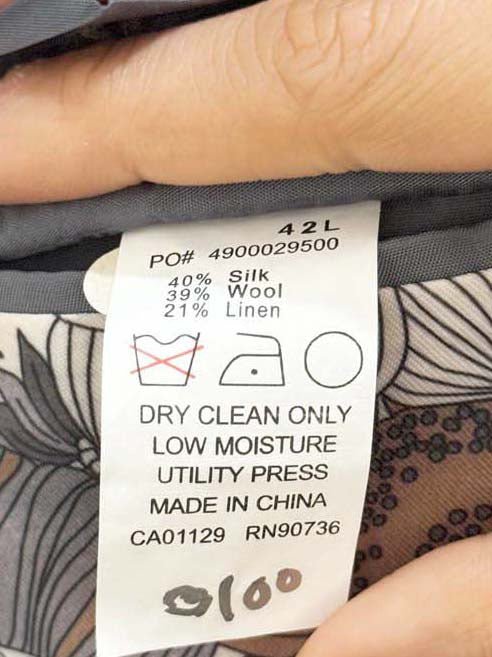 42L
PO# 4900029500
40% Silk
39% Wool
21% Linen
DRY CLEAN ONLY
LOW MOISTURE
UTILITY PRESS
MADE IN CHINA
CA01129 RN90736
0100